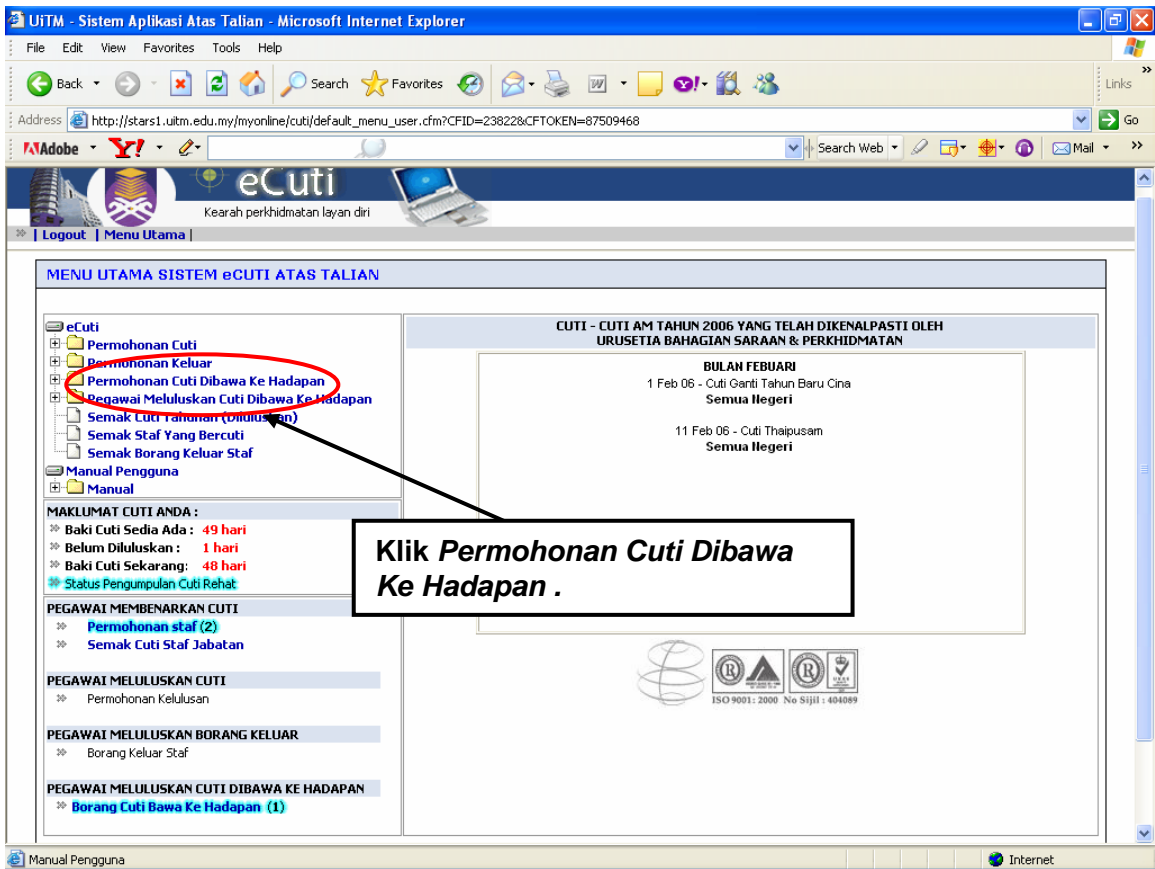 UiTM - Sistem Aplikasi Atas Talian - Microsoft Internet Explorer
File Edit View Favorites Tools Help
Back Search Favorites Links
Address http://stars1.uitm.edu.my/myonline/cuti/default_menu_user.cfm?CFID=23822&CFTOKEN=87509468 Go
Adobe Y! Search Web Mail
eCuti
Kearah perkhidmatan layan diri
| Logout | Menu Utama |
MENU UTAMA SISTEM eCUTI ATAS TALIAN
eCuti
Permohonan Cuti
Permohonan Keluar
Permohonan Cuti Dibawa Ke Hadapan
Pegawai Meluluskan Cuti Dibawa Ke Hadapan
Semak Cuti Tahunan (Diluluskan)
Semak Staf Yang Bercuti
Semak Borang Keluar Staf
Manual Pengguna
Manual
MAKLUMAT CUTI ANDA :
Baki Cuti Sedia Ada : 49 hari
Belum Diluluskan : 1 hari
Baki Cuti Sekarang: 48 hari
Status Pengumpulan Cuti Rehat
PEGAWAI MEMBENARKAN CUTI
Permohonan staf (2)
Semak Cuti Staf Jabatan
PEGAWAI MELULUSKAN CUTI
Permohonan Kelulusan
PEGAWAI MELULUSKAN BORANG KELUAR
Borang Keluar Staf
PEGAWAI MELULUSKAN CUTI DIBAWA KE HADAPAN
Borang Cuti Bawa Ke Hadapan (1)
CUTI - CUTI AM TAHUN 2006 YANG TELAH DIKENALPASTI OLEH
URUSETIA BAHAGIAN SARAAN & PERKHIDMATAN
BULAN FEBUARI
1 Feb 06 - Cuti Ganti Tahun Baru Cina
Semua Negeri
11 Feb 06 - Cuti Thaipusam
Semua Negeri
Klik Permohonan Cuti Dibawa
Ke Hadapan .
ISO 9001: 2000 No Sijil : 404089
Manual Pengguna Internet